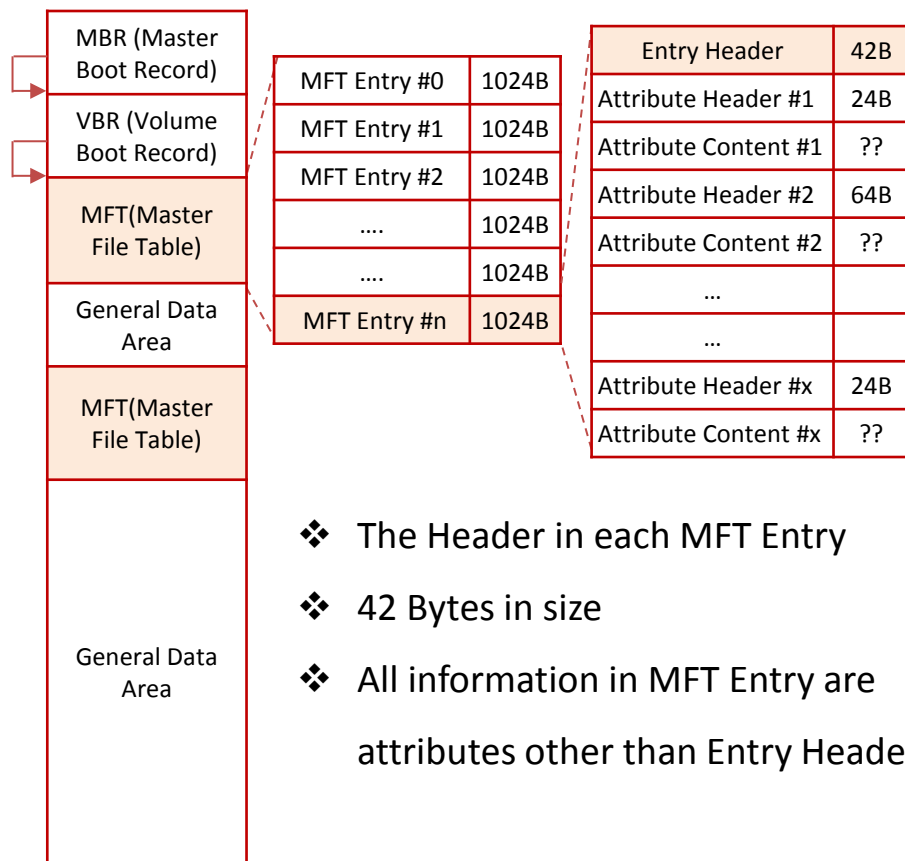 MBR (Master
Boot Record)
VBR (Volume
Boot Record)
MFT(Master
File Table)
General Data
Area
MFT(Master
File Table)
General Data
Area
MFT Entry #0 1024B
MFT Entry #1 1024B
MFT Entry #2 1024B
.... 1024B
.... 1024B
MFT Entry #n 1024B
Entry Header 42B
Attribute Header #1 24B
Attribute Content #1 ??
Attribute Header #2 64B
Attribute Content #2 ??
...
...
Attribute Header #x 24B
Attribute Content #x ??
❖ The Header in each MFT Entry
❖ 42 Bytes in size
❖ All information in MFT Entry are
attributes other than Entry Heade